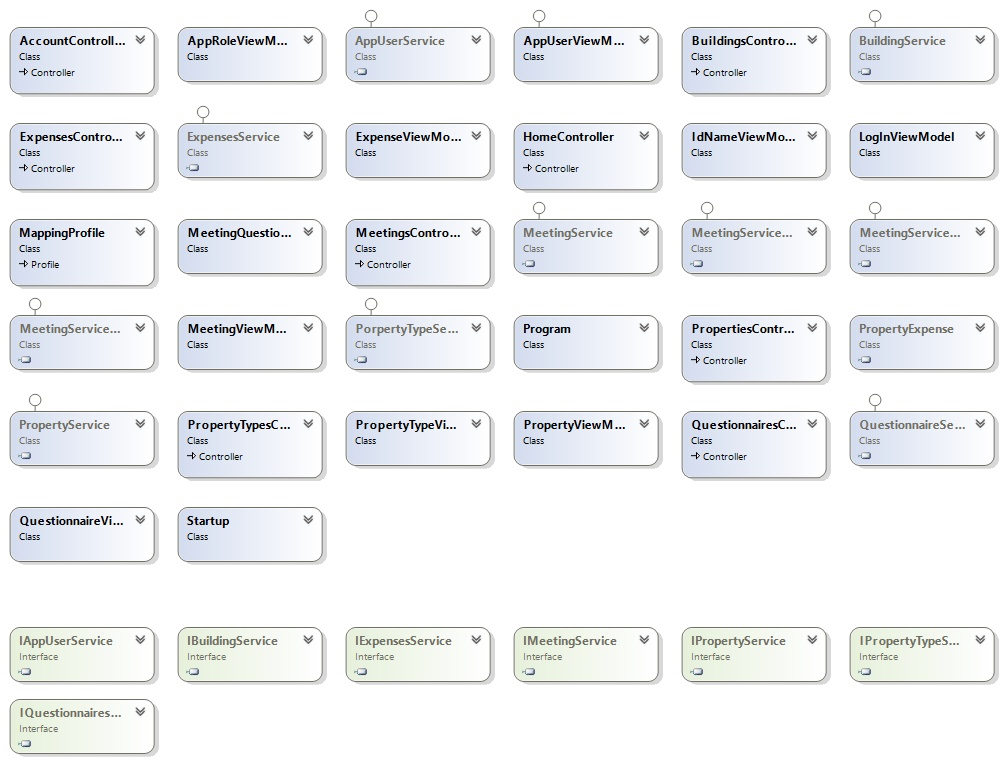 AccountControll...
Class
Controller
AppRoleViewM...
Class
AppUserService
Class
AppUserViewM...
Class
BuildingsContro...
Class
Controller
BuildingService
Class
ExpensesContro...
Class
Controller
ExpensesService
Class
ExpenseViewMo...
Class
HomeController
Class
Controller
IdNameViewMo...
Class
LogInViewModel
Class
MappingProfile
Class
Profile
MeetingQuestio...
Class
MeetingsContro...
Class
Controller
MeetingService
Class
MeetingService...
Class
MeetingService...
Class
MeetingService...
Class
MeetingViewM...
Class
PorpertyTypeSe...
Class
Program
Class
PropertiesContr...
Class
Controller
PropertyExpense
Class
PropertyService
Class
PropertyTypesC...
Class
Controller
PropertyTypeVi...
Class
PropertyViewM...
Class
QuestionnairesC...
Class
Controller
QuestionnaireSe...
Class
QuestionnaireVi...
Class
Startup
Class
IAppUserService
Interface
IBuildingService
Interface
IExpensesService
Interface
IMeetingService
Interface
IPropertyService
Interface
IPropertyTypeS...
Interface
IQuestionnaires...
Interface